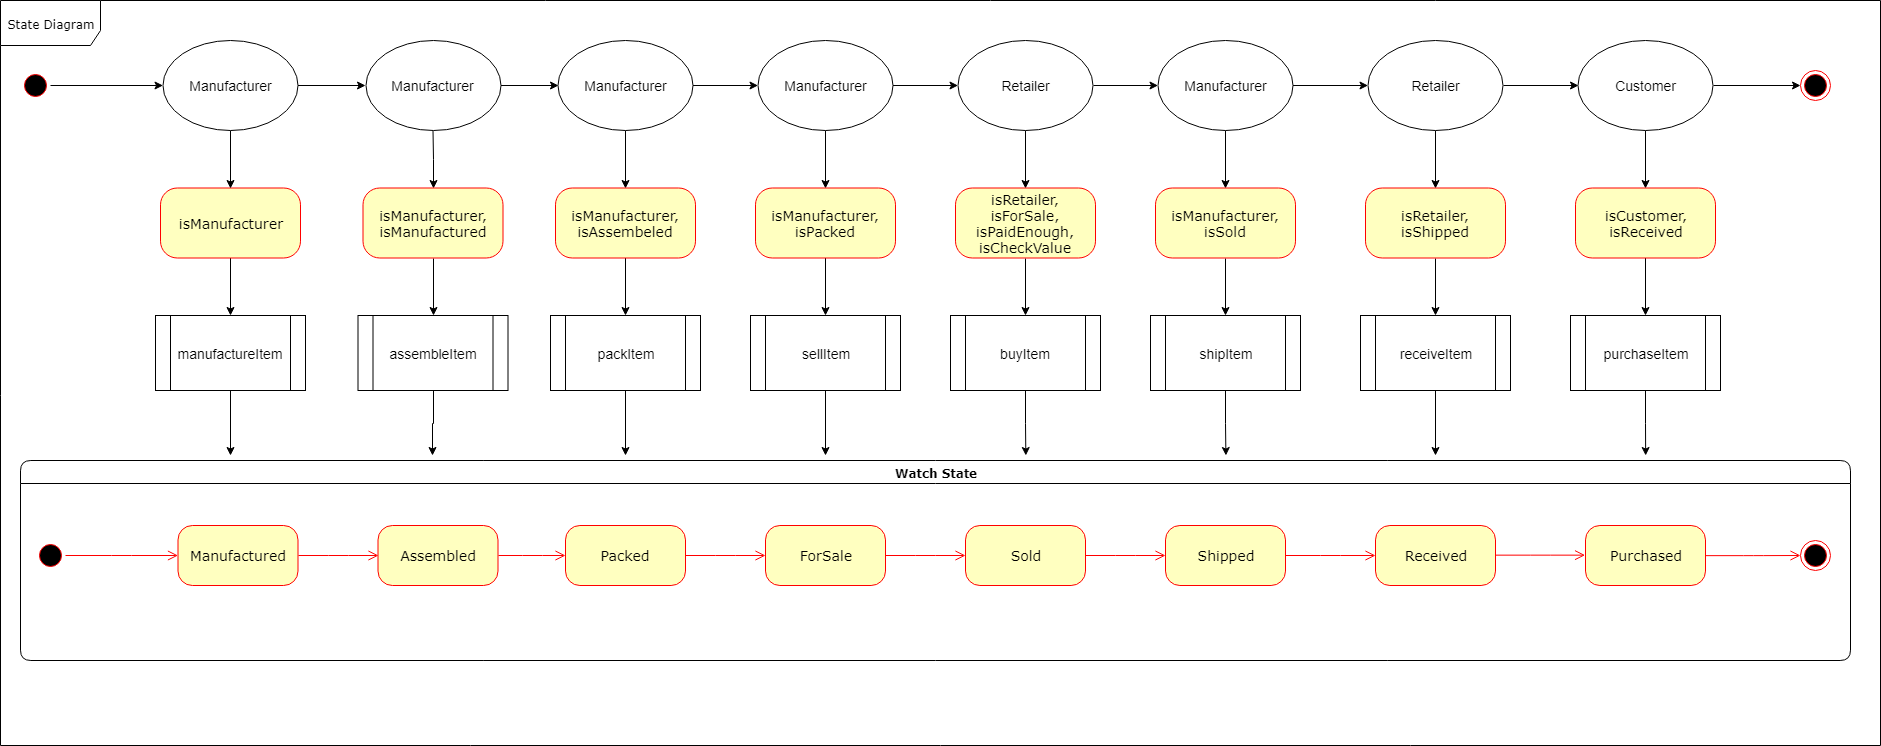 State Diagram
Manufacturer
Manufacturer
Manufacturer
Manufacturer
Retailer
Manufacturer
Retailer
Customer
isManufacturer
isManufacturer,
isManufactured
isManufacturer,
isAssembeled
isManufacturer,
isPacked
isRetailer,
isForSale,
isPaidEnough,
isCheckValue
isManufacturer,
isSold
isRetailer,
isShipped
isCustomer,
isReceived
manufactureItem
assembleItem
packItem
sellItem
buyItem
shipItem
receiveItem
purchaseItem
Watch State
Manufactured
Assembled
Packed
ForSale
Sold
Shipped
Received
Purchased